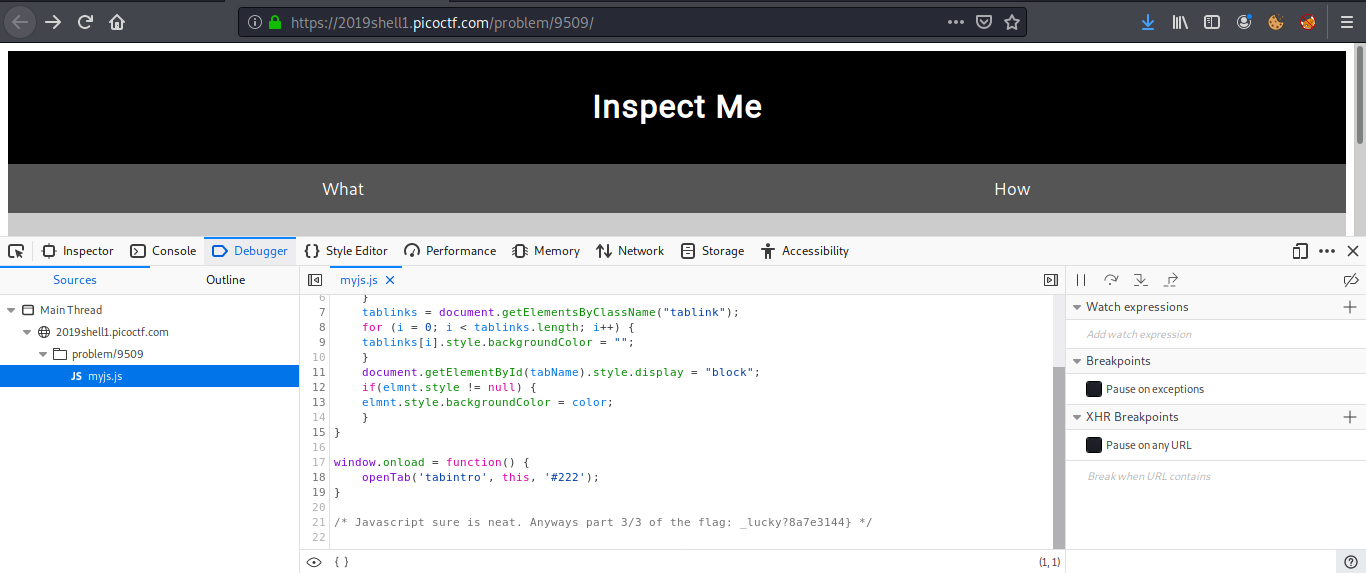 https://2019shell1.picoctf.com/problem/9509/
Inspect Me
What How
Inspector Console Debugger Style Editor Performance Memory Network Storage Accessibility
Sources Outline
Main Thread
2019shell1.picoctf.com
problem/9509
JS myjs.js
myjs.js
6 }
7 tablinks = document.getElementsByClassName("tablink");
8 for (i = 0; i < tablinks.length; i++) {
9 tablinks[i].style.backgroundColor = "";
10 }
11 document.getElementById(tabName).style.display = "block";
12 if(elmnt.style != null) {
13 elmnt.style.backgroundColor = color;
14 }
15 }
16
17 window.onload = function() {
18 openTab('tabintro', this, '#222');
19 }
20
21 /* Javascript sure is neat. Anyways part 3/3 of the flag: _lucky?8a7e3144} */
22
{ } (1, 1)
Watch expressions
Add watch expression
Breakpoints
Pause on exceptions
XHR Breakpoints
Pause on any URL
Break when URL contains